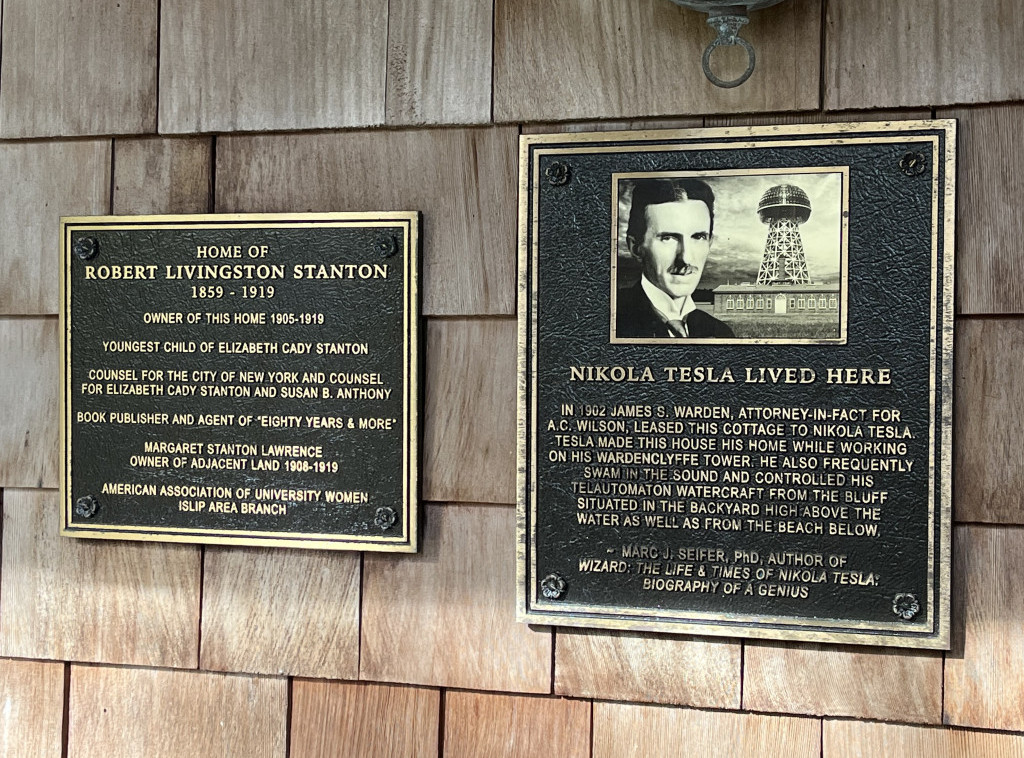 HOME OF
ROBERT LIVINGSTON STANTON
1859 - 1919
OWNER OF THIS HOME 1905-1919
YOUNGEST CHILD OF ELIZABETH CADY STANTON
COUNSEL FOR THE CITY OF NEW YORK AND COUNSEL
FOR ELIZABETH CADY STANTON AND SUSAN B. ANTHONY
BOOK PUBLISHER AND AGENT OF "EIGHTY YEARS & MORE"
MARGARET STANTON LAWRENCE
OWNER OF ADJACENT LAND 1908-1919
AMERICAN ASSOCIATION OF UNIVERSITY WOMEN
ISLIP AREA BRANCH
NIKOLA TESLA LIVED HERE
IN 1902 JAMES S. WARDEN, ATTORNEY-IN-FACT FOR
A.C. WILSON, LEASED THIS COTTAGE TO NIKOLA TESLA.
TESLA MADE THIS HOUSE HIS HOME WHILE WORKING
ON HIS WARDENCLYFFE TOWER. HE ALSO FREQUENTLY
SWAM IN THE SOUND AND CONTROLLED HIS
TELAUTOMATON WATERCRAFT FROM THE BLUFF
SITUATED IN THE BACKYARD HIGH ABOVE THE
WATER AS WELL AS FROM THE BEACH BELOW.
~ MARC J. SEIFER, PhD, AUTHOR OF
WIZARD: THE LIFE & TIMES OF NIKOLA TESLA:
BIOGRAPHY OF A GENIUS